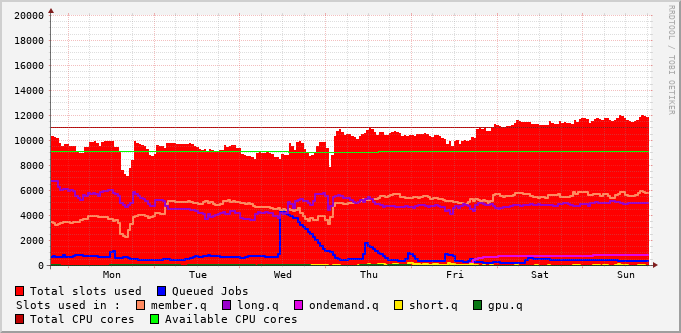 20000
18000
16000
14000
12000
10000
8000
6000
4000
2000
0
Mon Tue Wed Thu Fri Sat Sun
RRDTOOL / TOBI OETIKER
Total slots used Queued Jobs
Slots used in : member.q long.q ondemand.q short.q gpu.q
Total CPU cores Available CPU cores